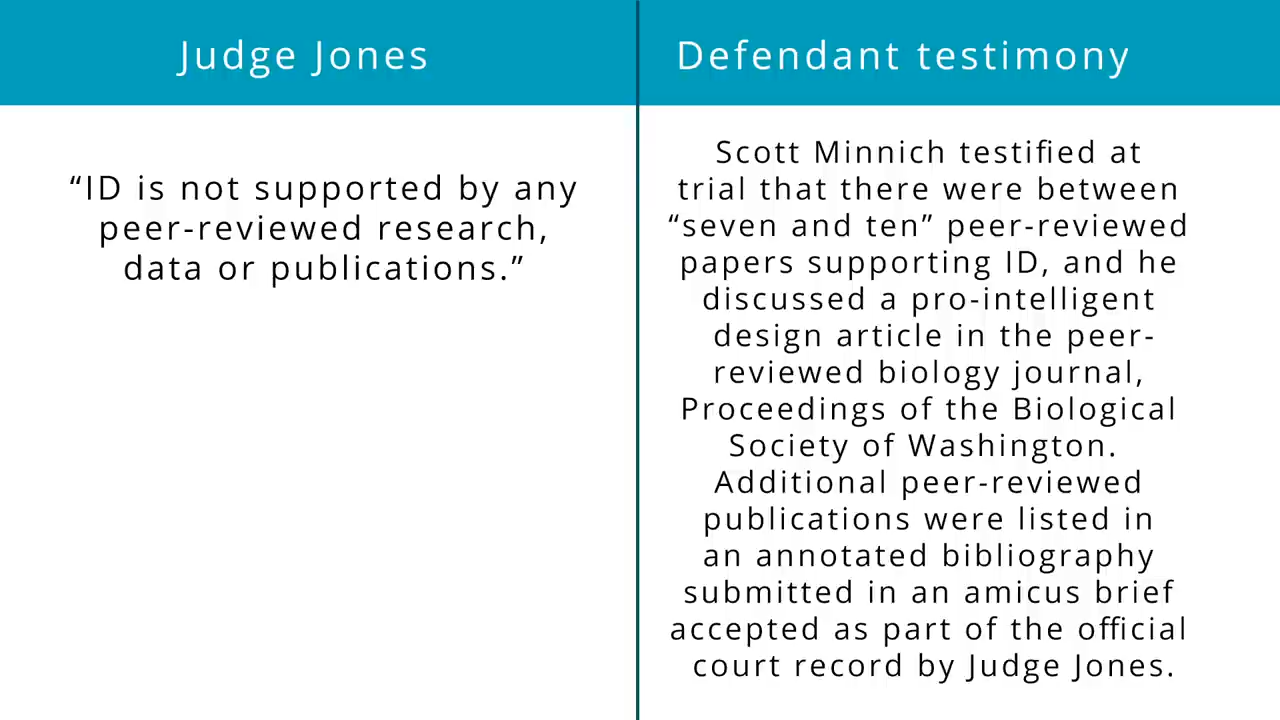 Judge Jones
“ID is not supported by any
peer-reviewed research,
data or publications.”
Defendant testimony
Scott Minnich testified at
trial that there were between
“seven and ten” peer-reviewed
papers supporting ID, and he
discussed a pro-intelligent
design article in the peer-
reviewed biology journal,
Proceedings of the Biological
Society of Washington.
Additional peer-reviewed
publications were listed in
an annotated bibliography
submitted in an amicus brief
accepted as part of the official
court record by Judge Jones.